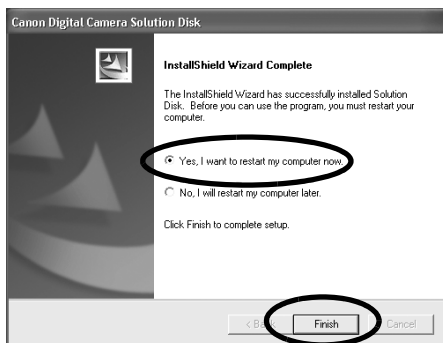 Canon Digital Camera Solution Disk
InstallShield Wizard Complete
The InstallShield Wizard has successfully installed Solution
Disk. Before you can use the program, you must restart your
computer.
Yes, I want to restart my computer now.
No, I will restart my computer later.
Click Finish to complete setup.
< Back Finish Cancel